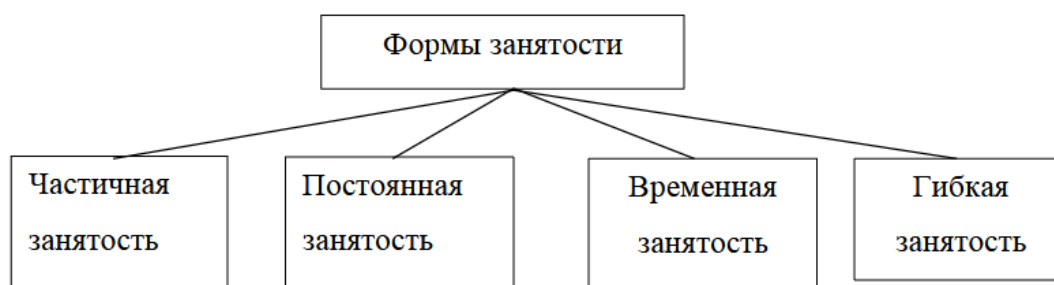 Формы занятости
Частичная
занятость
Постоянная
занятость
Временная
занятость
Гибкая
занятость